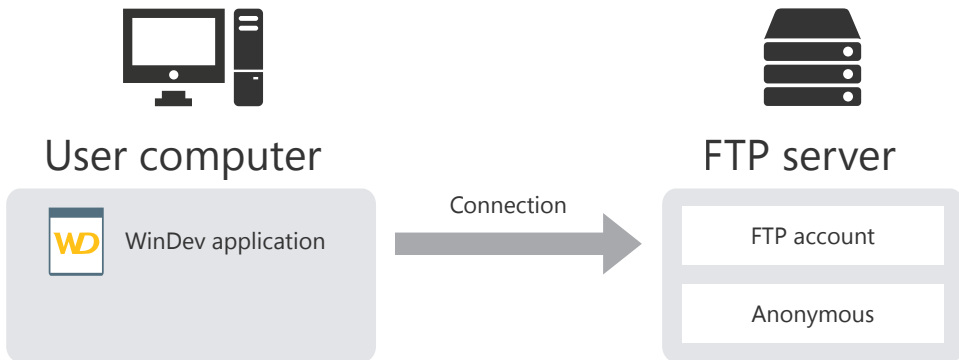 User computer
FTP server
WD
WinDev application
Connection
FTP account
Anonymous